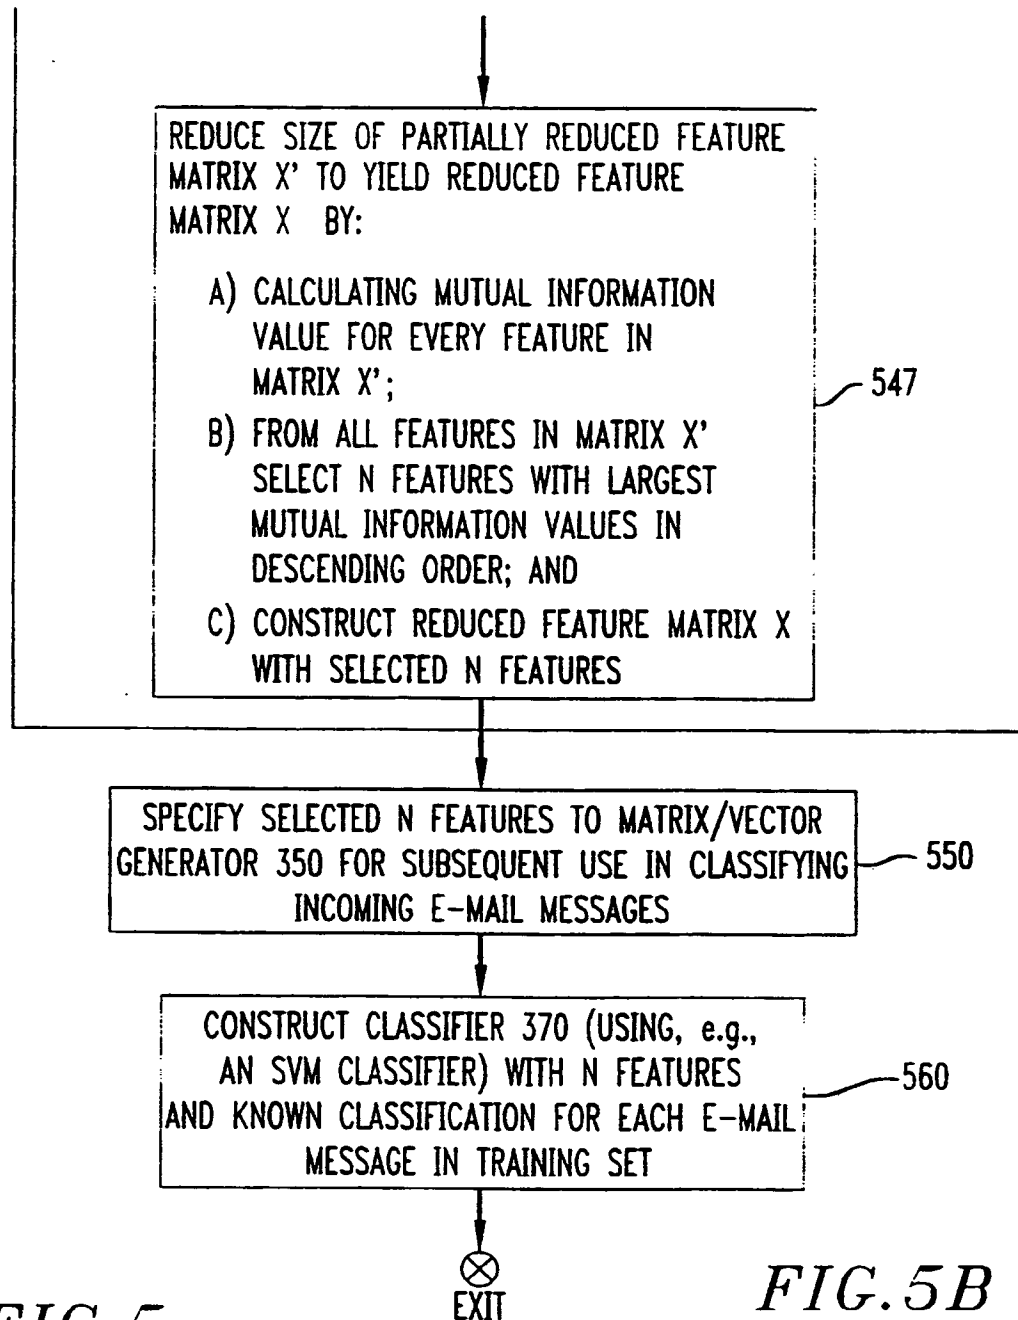 REDUCE SIZE OF PARTIALLY REDUCED FEATURE
MATRIX X' TO YIELD REDUCED FEATURE
MATRIX X BY:
A) CALCULATING MUTUAL INFORMATION
VALUE FOR EVERY FEATURE IN
MATRIX X';
547
B) FROM ALL FEATURES IN MATRIX X'
SELECT N FEATURES WITH LARGEST
MUTUAL INFORMATION VALUES IN
DESCENDING ORDER; AND
C) CONSTRUCT REDUCED FEATURE MATRIX X
WITH SELECTED N FEATURES
SPECIFY SELECTED N FEATURES TO MATRIX/VECTOR
GENERATOR 350 FOR SUBSEQUENT USE IN CLASSIFYING
INCOMING E-MAIL MESSAGES
550
CONSTRUCT CLASSIFIER 370 (USING, e.g.,
AN SVM CLASSIFIER) WITH N FEATURES
AND KNOWN CLASSIFICATION FOR EACH E-MAIL
MESSAGE IN TRAINING SET
560
EXIT
FIG.5B